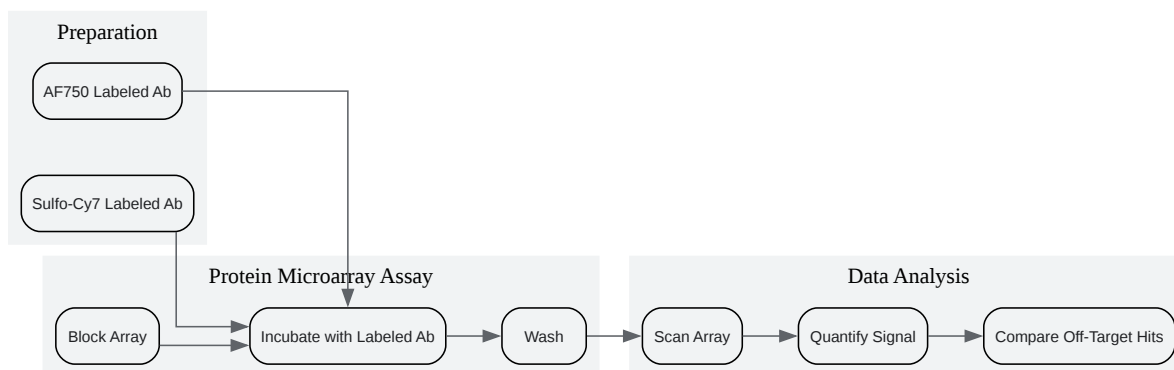 Preparation
AF750 Labeled Ab
Sulfo-Cy7 Labeled Ab
Protein Microarray Assay
Block Array
Incubate with Labeled Ab
Wash
Data Analysis
Scan Array
Quantify Signal
Compare Off-Target Hits